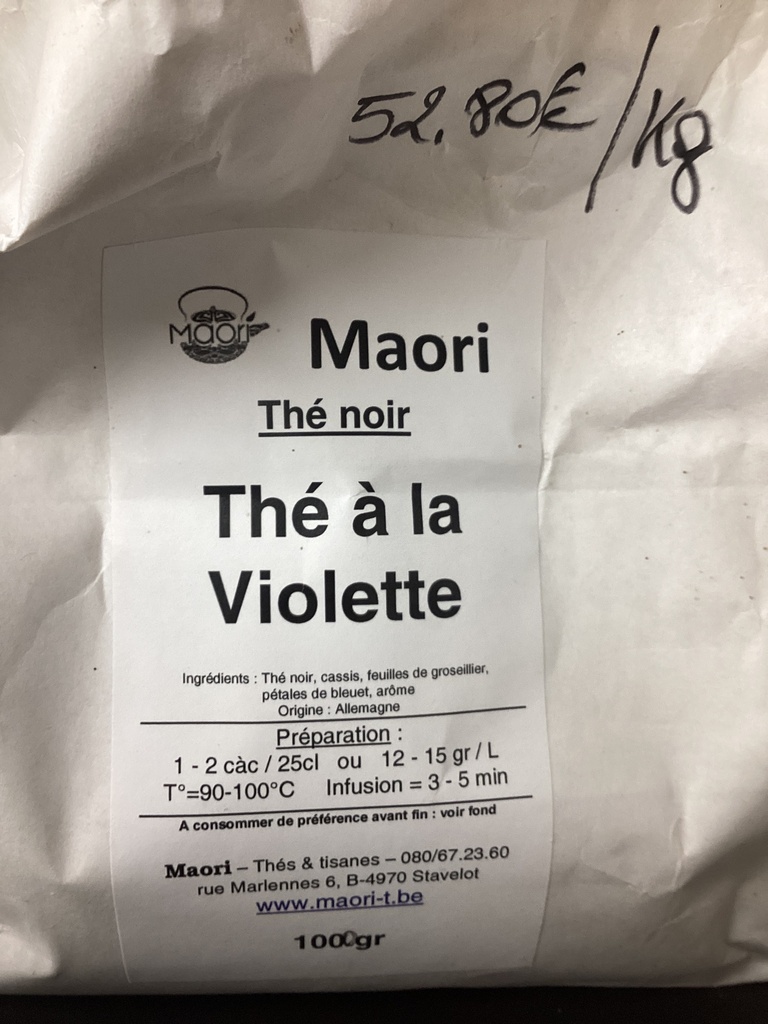 52.80€/kg
Maori
Maori
Thé noir
Thé à la
Violette
Ingrédients : Thé noir, cassis, feuilles de groseillier,
pétales de bleuet, arôme
Origine : Allemagne
Préparation :
1 - 2 càc / 25cl ou 12 - 15 gr / L
T°=90-100°C Infusion = 3 - 5 min
A consommer de préférence avant fin : voir fond
Maori – Thés & tisanes – 080/67.23.60
rue Marlennes 6, B-4970 Stavelot
www.maori-t.be
1000gr